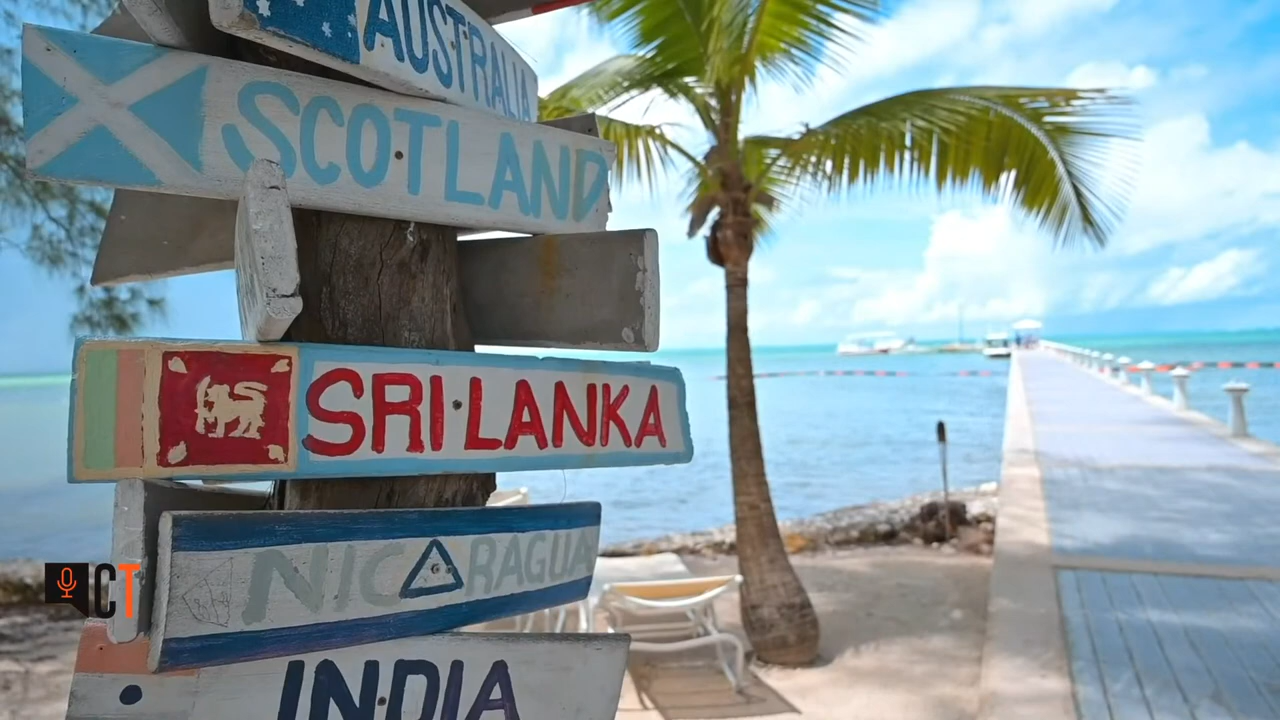 AUSTRALIA
SCOTLAND
SRI LANKA
NICARAGUA
CT
INDIA